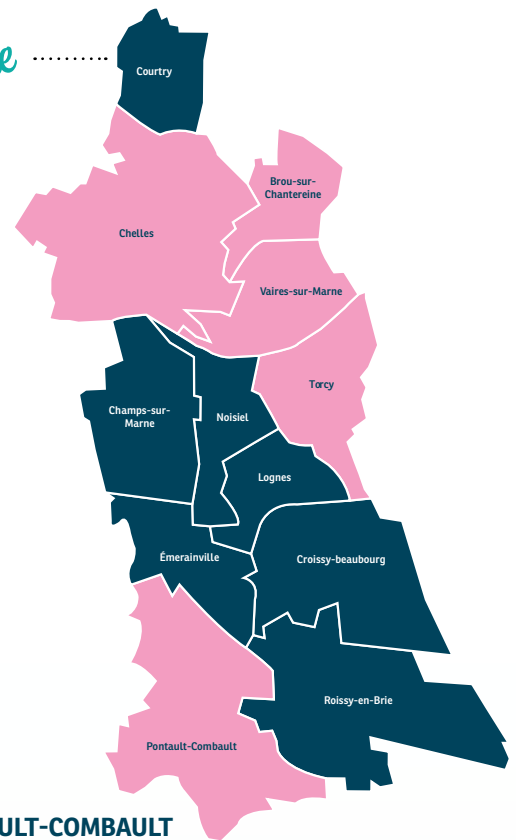 Courtry
Brou-sur-
Chantereine
Chelles
Vaires-sur-Marne
Torcy
Champs-sur-
Marne
Noisiel
Lognes
Émerainville
Croissy-beaubourg
Roissy-en-Brie
Pontault-Combault
ULT-COMBAULT